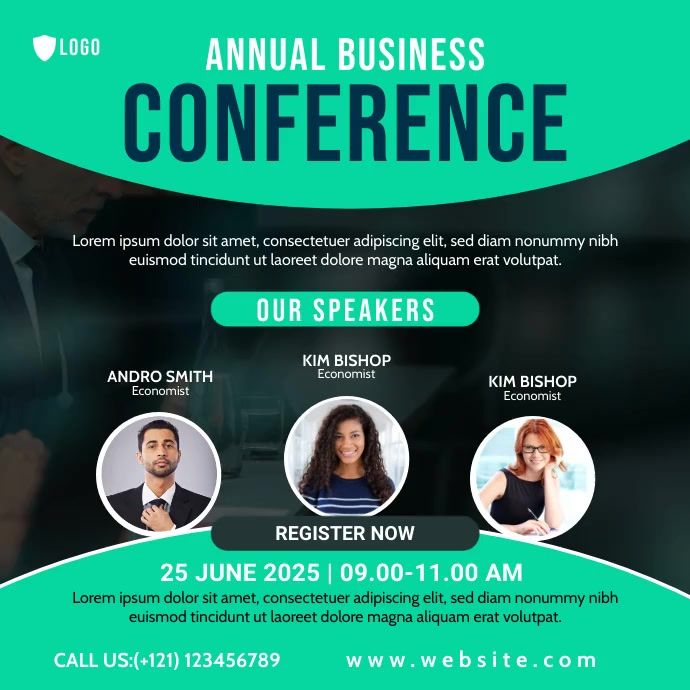 LOGO
ANNUAL BUSINESS
CONFERENCE
Lorem ipsum dolor sit amet, consectetuer adipiscing elit, sed diam nonummy nibh
euismod tincidunt ut laoreet dolore magna aliquam erat volutpat.
OUR SPEAKERS
ANDRO SMITH
Economist
KIM BISHOP
Economist
KIM BISHOP
Economist
REGISTER NOW
25 JUNE 2025 | 09.00-11.00 AM
Lorem ipsum dolor sit amet, consectetuer adipiscing elit, sed diam nonummy nibh
euismod tincidunt ut laoreet dolore magna aliquam erat volutpat.
CALL US:(+121) 123456789
www.website.com